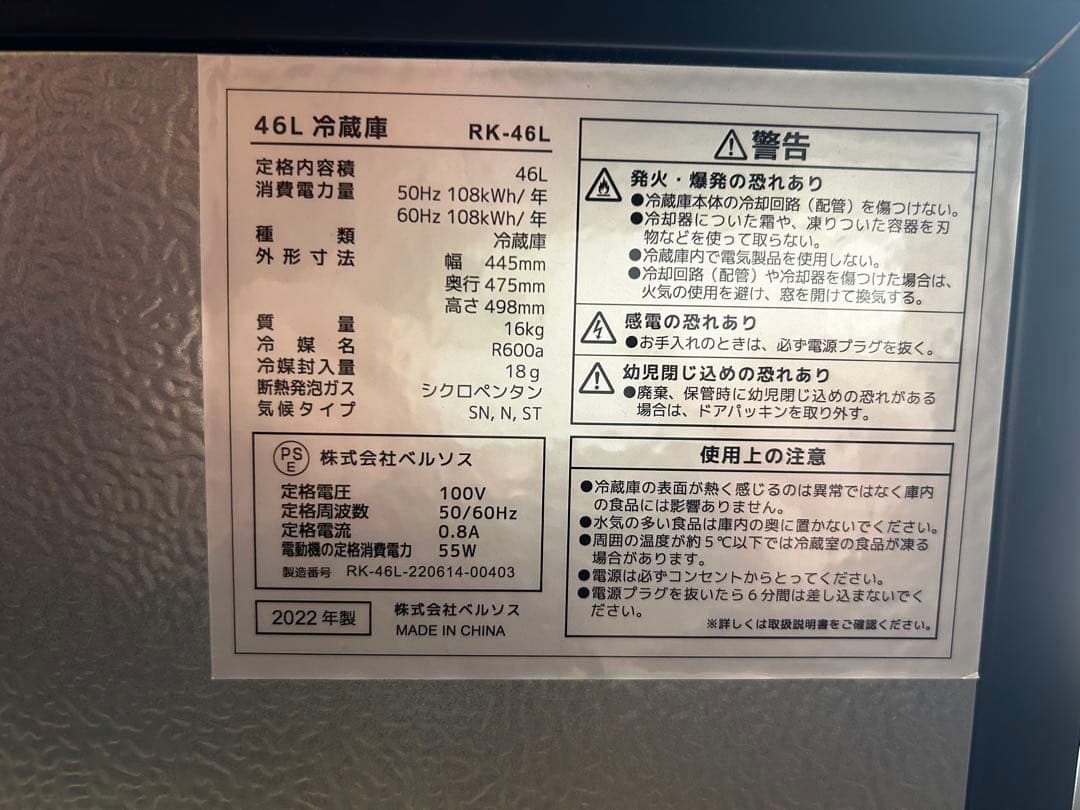 46L 冷蔵庫 RK-46L
定格内容積 46L
消費電力量 50Hz 108kWh/年
60Hz 108kWh/年
種類 冷蔵庫
外形寸法 幅 445mm
奥行 475mm
高さ 498mm
質量 16kg
冷媒名 R600a
冷媒封入量 18g
断熱発泡ガス シクロペンタン
気候タイプ SN, N, ST
PSE 株式会社ベルソス
定格電圧 100V
定格周波数 50/60Hz
定格電流 0.8A
電動機の定格消費電力 55W
製造番号 RK-46L-220614-00403
2022年製
株式会社ベルソス
MADE IN CHINA
警告
発火・爆発の恐れあり
●冷蔵庫本体の冷却回路(配管)を傷つけない。
●冷却器についた霜や、凍りついた容器を刃
物などを使って取らない。
●冷蔵庫内で電気製品を使用しない。
●冷却回路(配管)や冷却器を傷つけた場合は、
火気の使用を避け、窓を開けて換気する。
感電の恐れあり
●お手入れのときは、必ず電源プラグを抜く。
幼児閉じ込めの恐れあり
●廃棄、保管時に幼児閉じ込めの恐れがある
場合は、ドアパッキンを取り外す。
使用上の注意
●冷蔵庫の表面が熱く感じるのは異常ではなく庫内
の食品には影響ありません。
●水気の多い食品は庫内の奥に置かないでください。
●周囲の温度が約5℃以下では冷蔵室の食品が凍る
場合があります。
●電源は必ずコンセントからとってください。
●電源プラグを抜いたら6分間は差し込まないでく
ださい。
※詳しくは取扱説明書をご確認ください。